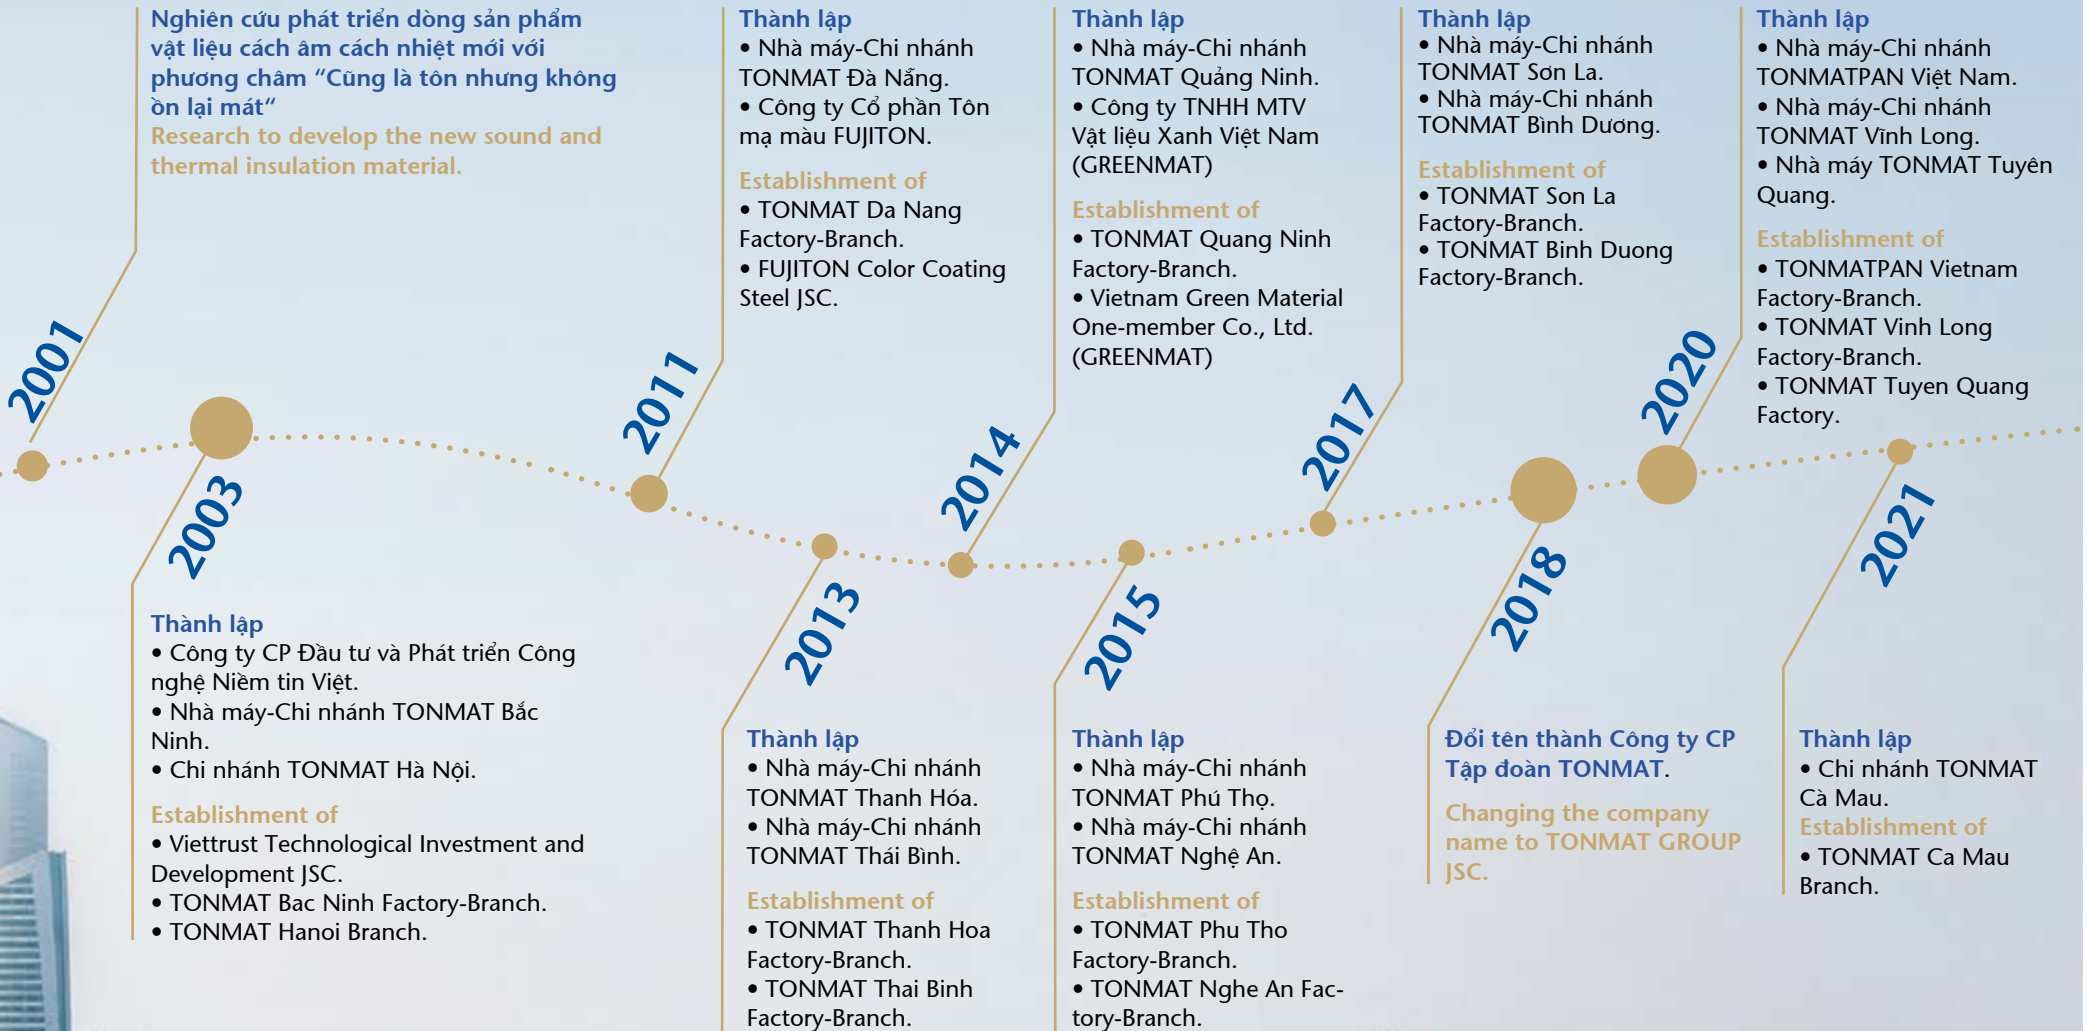 Nghiên cứu phát triển dòng sản phẩm
vật liệu cách âm cách nhiệt mới với
phương châm “Cũng là tôn nhưng không
ồn lại mát“
Research to develop the new sound and
thermal insulation material.
2001
2003
Thành lập
• Công ty CP Đầu tư và Phát triển Công
nghệ Niềm tin Việt.
• Nhà máy-Chi nhánh TONMAT Bắc
Ninh.
• Chi nhánh TONMAT Hà Nội.
Establishment of
• Viettrust Technological Investment and
Development JSC.
• TONMAT Bac Ninh Factory-Branch.
• TONMAT Hanoi Branch.
Thành lập
• Nhà máy-Chi nhánh
TONMAT Đà Nẵng.
• Công ty Cổ phần Tôn
mạ màu FUJITON.
Establishment of
• TONMAT Da Nang
Factory-Branch.
• FUJITON Color Coating
Steel JSC.
2011
2013
Thành lập
• Nhà máy-Chi nhánh
TONMAT Thanh Hóa.
• Nhà máy-Chi nhánh
TONMAT Thái Bình.
Establishment of
• TONMAT Thanh Hoa
Factory-Branch.
• TONMAT Thai Binh
Factory-Branch.
Thành lập
• Nhà máy-Chi nhánh
TONMAT Quảng Ninh.
• Công ty TNHH MTV
Vật liệu Xanh Việt Nam
(GREENMAT)
Establishment of
• TONMAT Quang Ninh
Factory-Branch.
• Vietnam Green Material
One-member Co., Ltd.
(GREENMAT)
2014
2015
Thành lập
• Nhà máy-Chi nhánh
TONMAT Phú Thọ.
• Nhà máy-Chi nhánh
TONMAT Nghệ An.
Establishment of
• TONMAT Phu Tho
Factory-Branch.
• TONMAT Nghe An Fac-
tory-Branch.
Thành lập
• Nhà máy-Chi nhánh
TONMAT Sơn La.
• Nhà máy-Chi nhánh
TONMAT Bình Dương.
Establishment of
• TONMAT Son La
Factory-Branch.
• TONMAT Binh Duong
Factory-Branch.
2017
2018
Đổi tên thành Công ty CP
Tập đoàn TONMAT.
Changing the company
name to TONMAT GROUP
JSC.
Thành lập
• Nhà máy-Chi nhánh
TONMATPAN Việt Nam.
• Nhà máy-Chi nhánh
TONMAT Vĩnh Long.
• Nhà máy TONMAT Tuyên
Quang.
Establishment of
• TONMATPAN Vietnam
Factory-Branch.
• TONMAT Vinh Long
Factory-Branch.
• TONMAT Tuyen Quang
Factory.
2020
2021
Thành lập
• Chi nhánh TONMAT
Cà Mau.
Establishment of
• TONMAT Ca Mau
Branch.